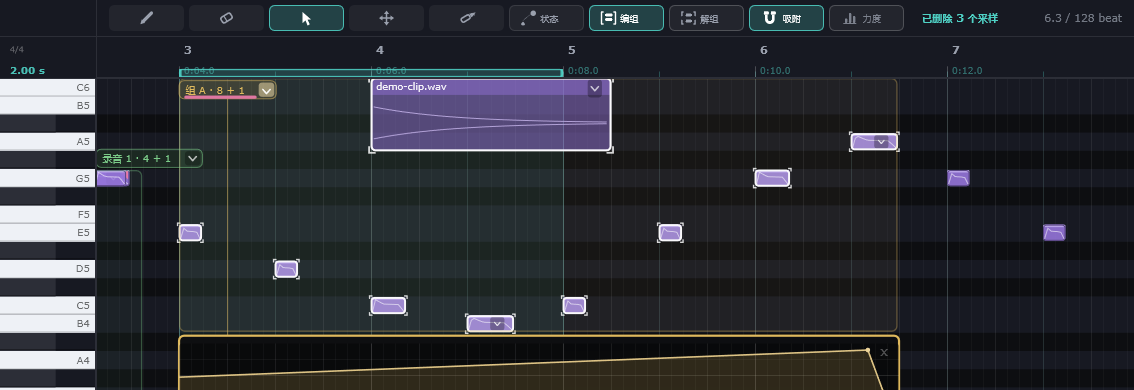 状态
编组
解组
吸附
力度
已删除 3 个采样
6.3 / 128 beat
4/4
3
4
5
6
7
2.00 s
0:04.0
0:06.0
0:08.0
0:10.0
0:12.0
C6
组 A · 8 + 1
demo-clip.wav
B5
A5
录音 1 · 4 + 1
G5
F5
E5
D5
C5
B4
A4
x